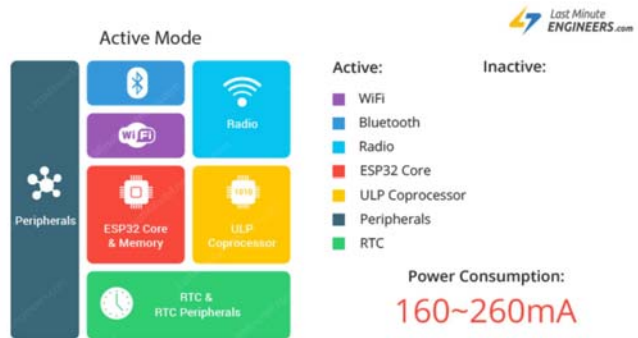 Last Minute
ENGINEERS.com
Active Mode
Active:
Inactive:
WiFi
Radio
Peripherals
ESP32 Core
& Memory
ULP
Coprocessor
RTC &
RTC Peripherals
WiFi
Bluetooth
Radio
ESP32 Core
ULP Coprocessor
Peripherals
RTC
Power Consumption:
160~260mA